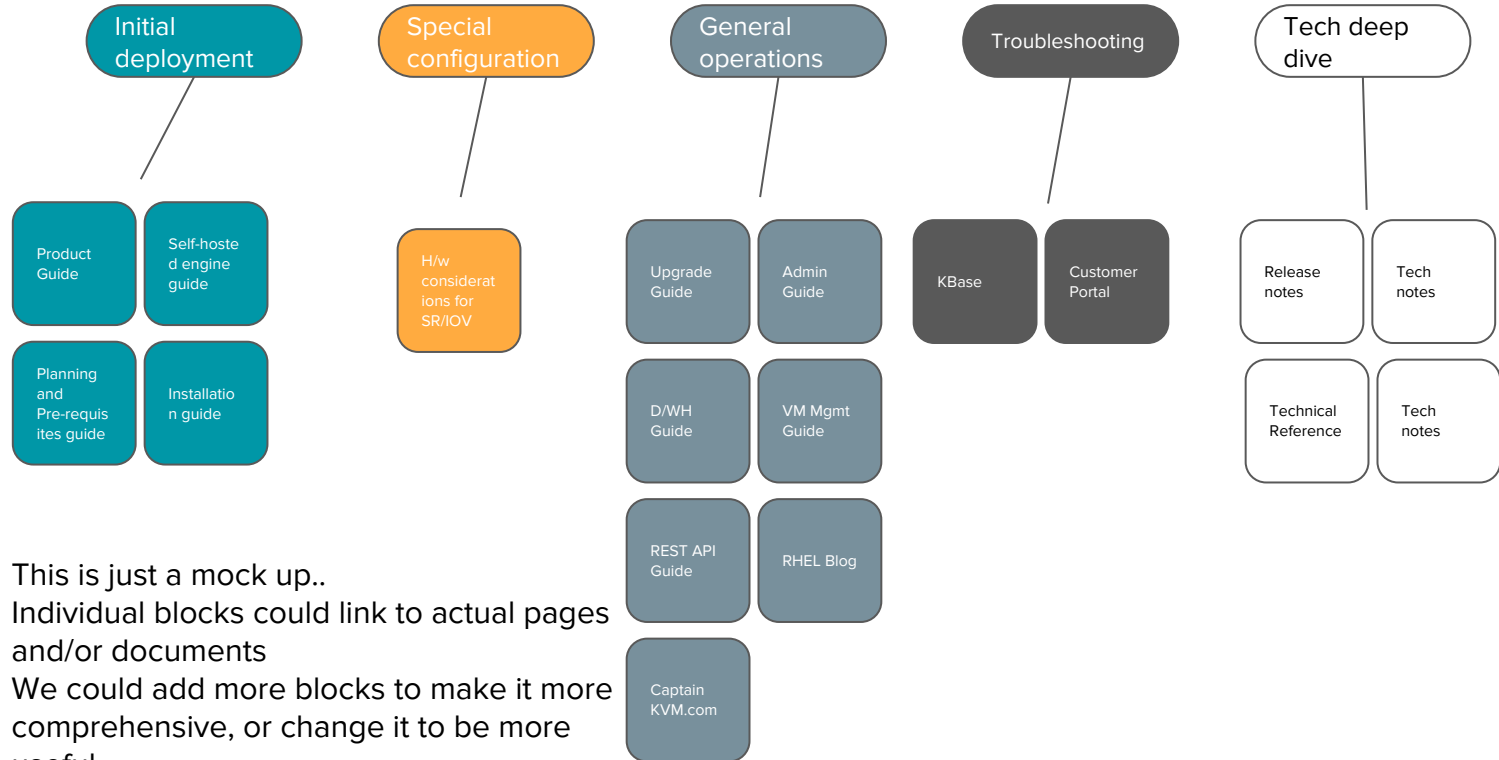 Initial
deployment
Special
configuration
General
operations
Troubleshooting
Tech deep
dive
Product
Guide
Self-hoste
d engine
guide
Planning
and
Pre-requis
ites guide
Installatio
n guide
H/w
considerat
ions for
SR/IOV
Upgrade
Guide
Admin
Guide
D/WH
Guide
VM Mgmt
Guide
REST API
Guide
RHEL Blog
Captain
KVM.com
KBase
Customer
Portal
Release
notes
Tech
notes
Technical
Reference
Tech
notes
This is just a mock up..
Individual blocks could link to actual pages
and/or documents
We could add more blocks to make it more
comprehensive, or change it to be more